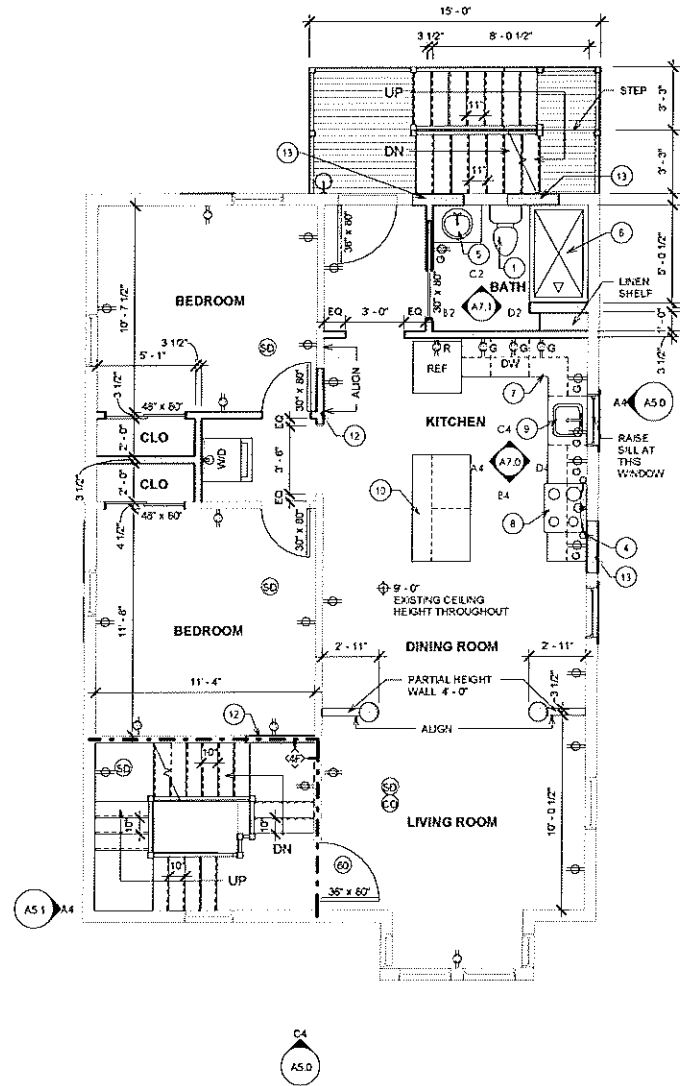 15' - 0"
3 1/2"
8' - 0 1/2"
UP
11"
STEP
3' - 3"
DN
3' - 3"
13
11"
13
36" x 80"
5
1
6
5' - 0 1/2"
G
C2
BATH
30" x 80"
B2
A7.1
D2
LINEN
SHELF
1' - 0"
3 1/2"
BEDROOM
10' - 7 1/2"
EQ
3' - 0"
EQ
SD
3 1/2"
5' - 1"
ALIGN
R
G
G
G
REF
DW
7
G
3 1/2"
48" x 80"
30" x 80"
KITCHEN
A4
A5.0
CLO
2' - 0"
EQ
12
C4
9
G
RAISE
SILL AT
THIS
WINDOW
W/D
3' - 6"
A7.0
A4
D4
B4
G
CLO
2' - 0"
3 1/2"
EQ
10
8
48" x 80"
4 1/2"
30" x 80"
G
4
13
SD
9' - 0"
EXISTING CEILING
HEIGHT THROUGHOUT
11' - 8"
BEDROOM
2' - 11"
DINING ROOM
2' - 11"
11' - 4"
PARTIAL HEIGHT
WALL 4' - 0"
3 1/2"
12
ALIGN
10"
4F
SD
SD
CO
LIVING ROOM
10' - 0 1/2"
10"
10"
DN
10"
UP
60
36" x 80"
A5.1
A4
C4
A5.0